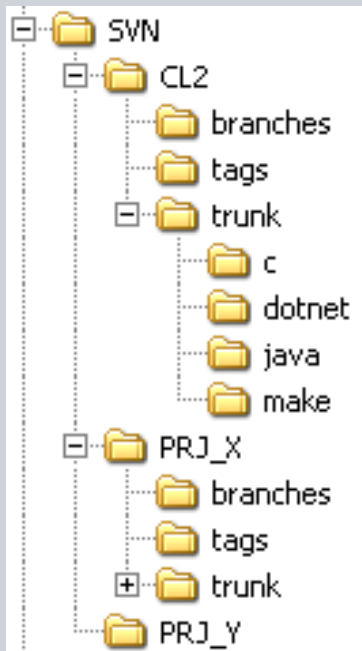 SVN
CL2
branches
tags
trunk
c
dotnet
java
make
PRJ_X
branches
tags
trunk
PRJ_Y